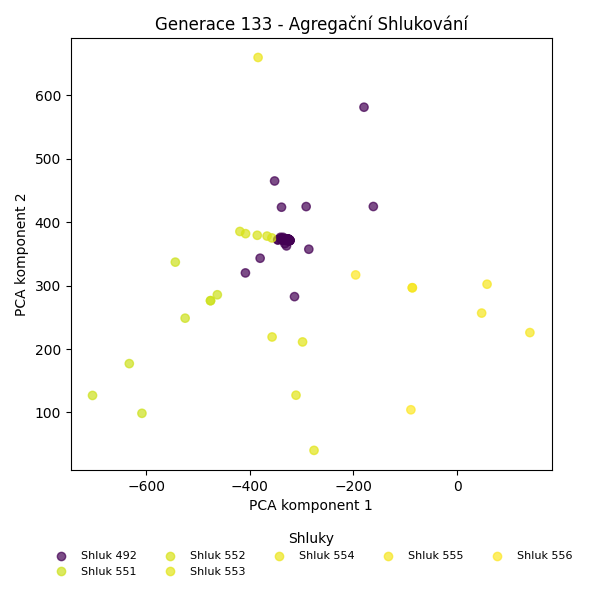 Generace 133 - Agregační Shlukování
PCA komponent 2
600
500
400
300
200
100
−600
−400
−200
0
PCA komponent 1
Shluky
Shluk 492
Shluk 552
Shluk 554
Shluk 555
Shluk 556
Shluk 551
Shluk 553